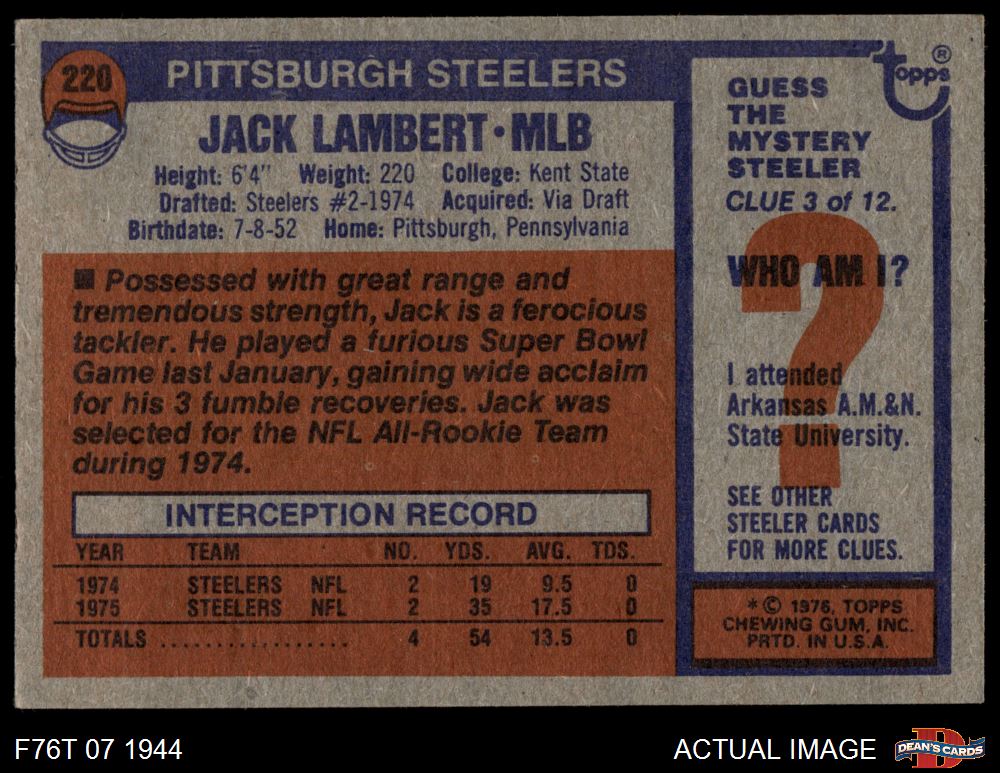 220
PITTSBURGH STEELERS
JACK LAMBERT • MLB
Height: 6'4" Weight: 220 College: Kent State
Drafted: Steelers #2-1974 Acquired: Via Draft
Birthdate: 7-8-52 Home: Pittsburgh, Pennsylvania
■ Possessed with great range and
tremendous strength, Jack is a ferocious
tackler. He played a furious Super Bowl
Game last January, gaining wide acclaim
for his 3 fumble recoveries. Jack was
selected for the NFL All-Rookie Team
during 1974.
INTERCEPTION RECORD
YEAR TEAM NO. YDS. AVG. TDS.
1974 STEELERS NFL 2 19 9.5 0
1975 STEELERS NFL 2 35 17.5 0
TOTALS ................. 4 54 13.5 0
topps®
GUESS
THE
MYSTERY
STEELER
CLUE 3 of 12.
?
WHO AM I?
I attended
Arkansas A.M.&N.
State University.
SEE OTHER
STEELER CARDS
FOR MORE CLUES.
* © 1976, TOPPS
CHEWING GUM, INC.
PRTD. IN U.S.A.
F76T 07 1944
ACTUAL IMAGE
D
DEAN'S CARDS